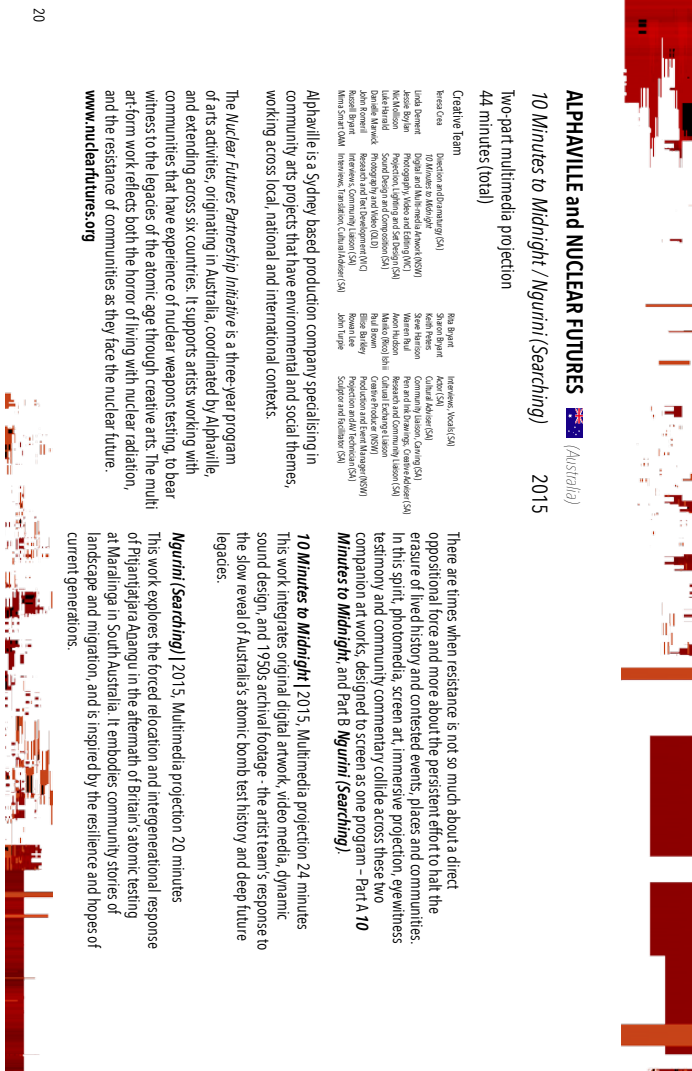 ALPHAVILLE and NUCLEAR FUTURES (Australia)
10 Minutes to Midnight / Ngurini (Searching) 2015
Two-part multimedia projection
44 minutes (total)
Creative Team
Teresa Crea Direction and Dramaturgy (SA)
10 Minutes to Midnight
Linda Dement Digital and Multi-media Artwork (NSW)
Jessie Boylan Photography, Video and Editing (VIC)
Nic Mollison Projection, Lighting and Set Design (SA)
Luke Harrald Sound Design and Composition (SA)
Danielle Marwick Photography and Video (QLD)
John Romeril Research and Text Development (VIC)
Russell Bryant Interviews, Community Liaison (SA)
Mima Smart OAM Interviews, Translation, Cultural Adviser (SA)
Rita Bryant Interviews, Vocals (SA)
Sharon Bryant Actor (SA)
Keith Peters Cultural Adviser (SA)
Steve Harrison Community Liaison, Carving (SA)
Warren Paul Pen and Ink Drawings, Creative Adviser (SA)
Avon Hudson Research and Community Liaison (SA)
Mariko (Rico) Ishii Cultural Exchange Liaison
Paul Brown Creative Producer (NSW)
Ellise Barkley Production and Event Manager (NSW)
Rowan Lee Projection and AV Technician (SA)
John Turpie Sculptor and Facilitator (SA)
Alphaville is a Sydney based production company specialising in
community arts projects that have environmental and social themes,
working across local, national and international contexts.
The Nuclear Futures Partnership Initiative is a three-year program
of arts activities, originating in Australia, coordinated by Alphaville,
and extending across six countries. It supports artists working with
communities that have experience of nuclear weapons testing, to bear
witness to the legacies of the atomic age through creative arts. The multi
art-form work reflects both the horror of living with nuclear radiation,
and the resistance of communities as they face the nuclear future.
www.nuclearfutures.org
There are times when resistance is not so much about a direct
oppositional force and more about the persistent effort to halt the
erasure of lived history and contested events, places and communities.
In this spirit, photomedia, screen art, immersive projection, eyewitness
testimony and community commentary collide across these two
companion art works, designed to screen as one program – Part A 10
Minutes to Midnight, and Part B Ngurini (Searching).
10 Minutes to Midnight | 2015, Multimedia projection 24 minutes
This work integrates original digital artwork, video media, dynamic
sound design, and 1950s archival footage - the artist team's response to
the slow reveal of Australia's atomic bomb test history and deep future
legacies.
Ngurini (Searching) | 2015, Multimedia projection 20 minutes
This work explores the forced relocation and intergenerational response
of Pitjantjatjara Aṉangu in the aftermath of Britain's atomic testing
at Maralinga in South Australia. It embodies community stories of
landscape and migration, and is inspired by the resilience and hopes of
current generations.
20